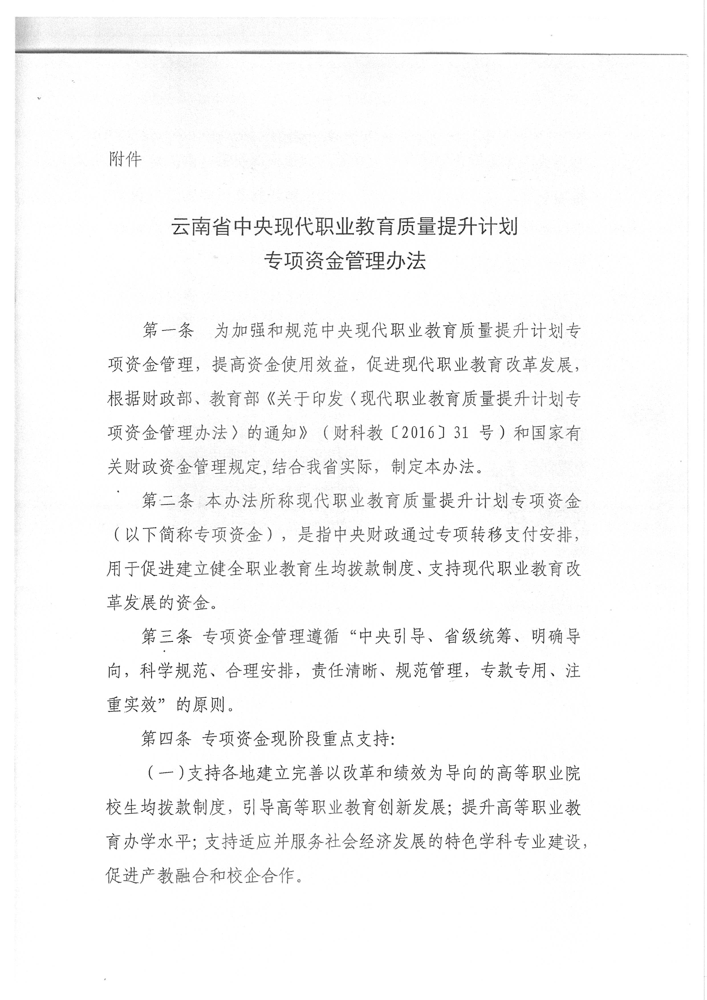 附件
云南省中央现代职业教育质量提升计划
专项资金管理办法
第一条　为加强和规范中央现代职业教育质量提升计划专
项资金管理，提高资金使用效益，促进现代职业教育改革发展，
根据财政部、教育部《关于印发〈现代职业教育质量提升计划专
项资金管理办法〉的通知》（财科教〔2016〕31 号）和国家有
关财政资金管理规定,结合我省实际，制定本办法。
第二条 本办法所称现代职业教育质量提升计划专项资金
（以下简称专项资金），是指中央财政通过专项转移支付安排，
用于促进建立健全职业教育生均拨款制度、支持现代职业教育改
革发展的资金。
第三条 专项资金管理遵循“中央引导、省级统筹、明确导
向，科学规范、合理安排，责任清晰、规范管理，专款专用、注
重实效”的原则。
第四条 专项资金现阶段重点支持：
（一)支持各地建立完善以改革和绩效为导向的高等职业院
校生均拨款制度，引导高等职业教育创新发展；提升高等职业教
育办学水平；支持适应并服务社会经济发展的特色学科专业建设，
促进产教融合和校企合作。